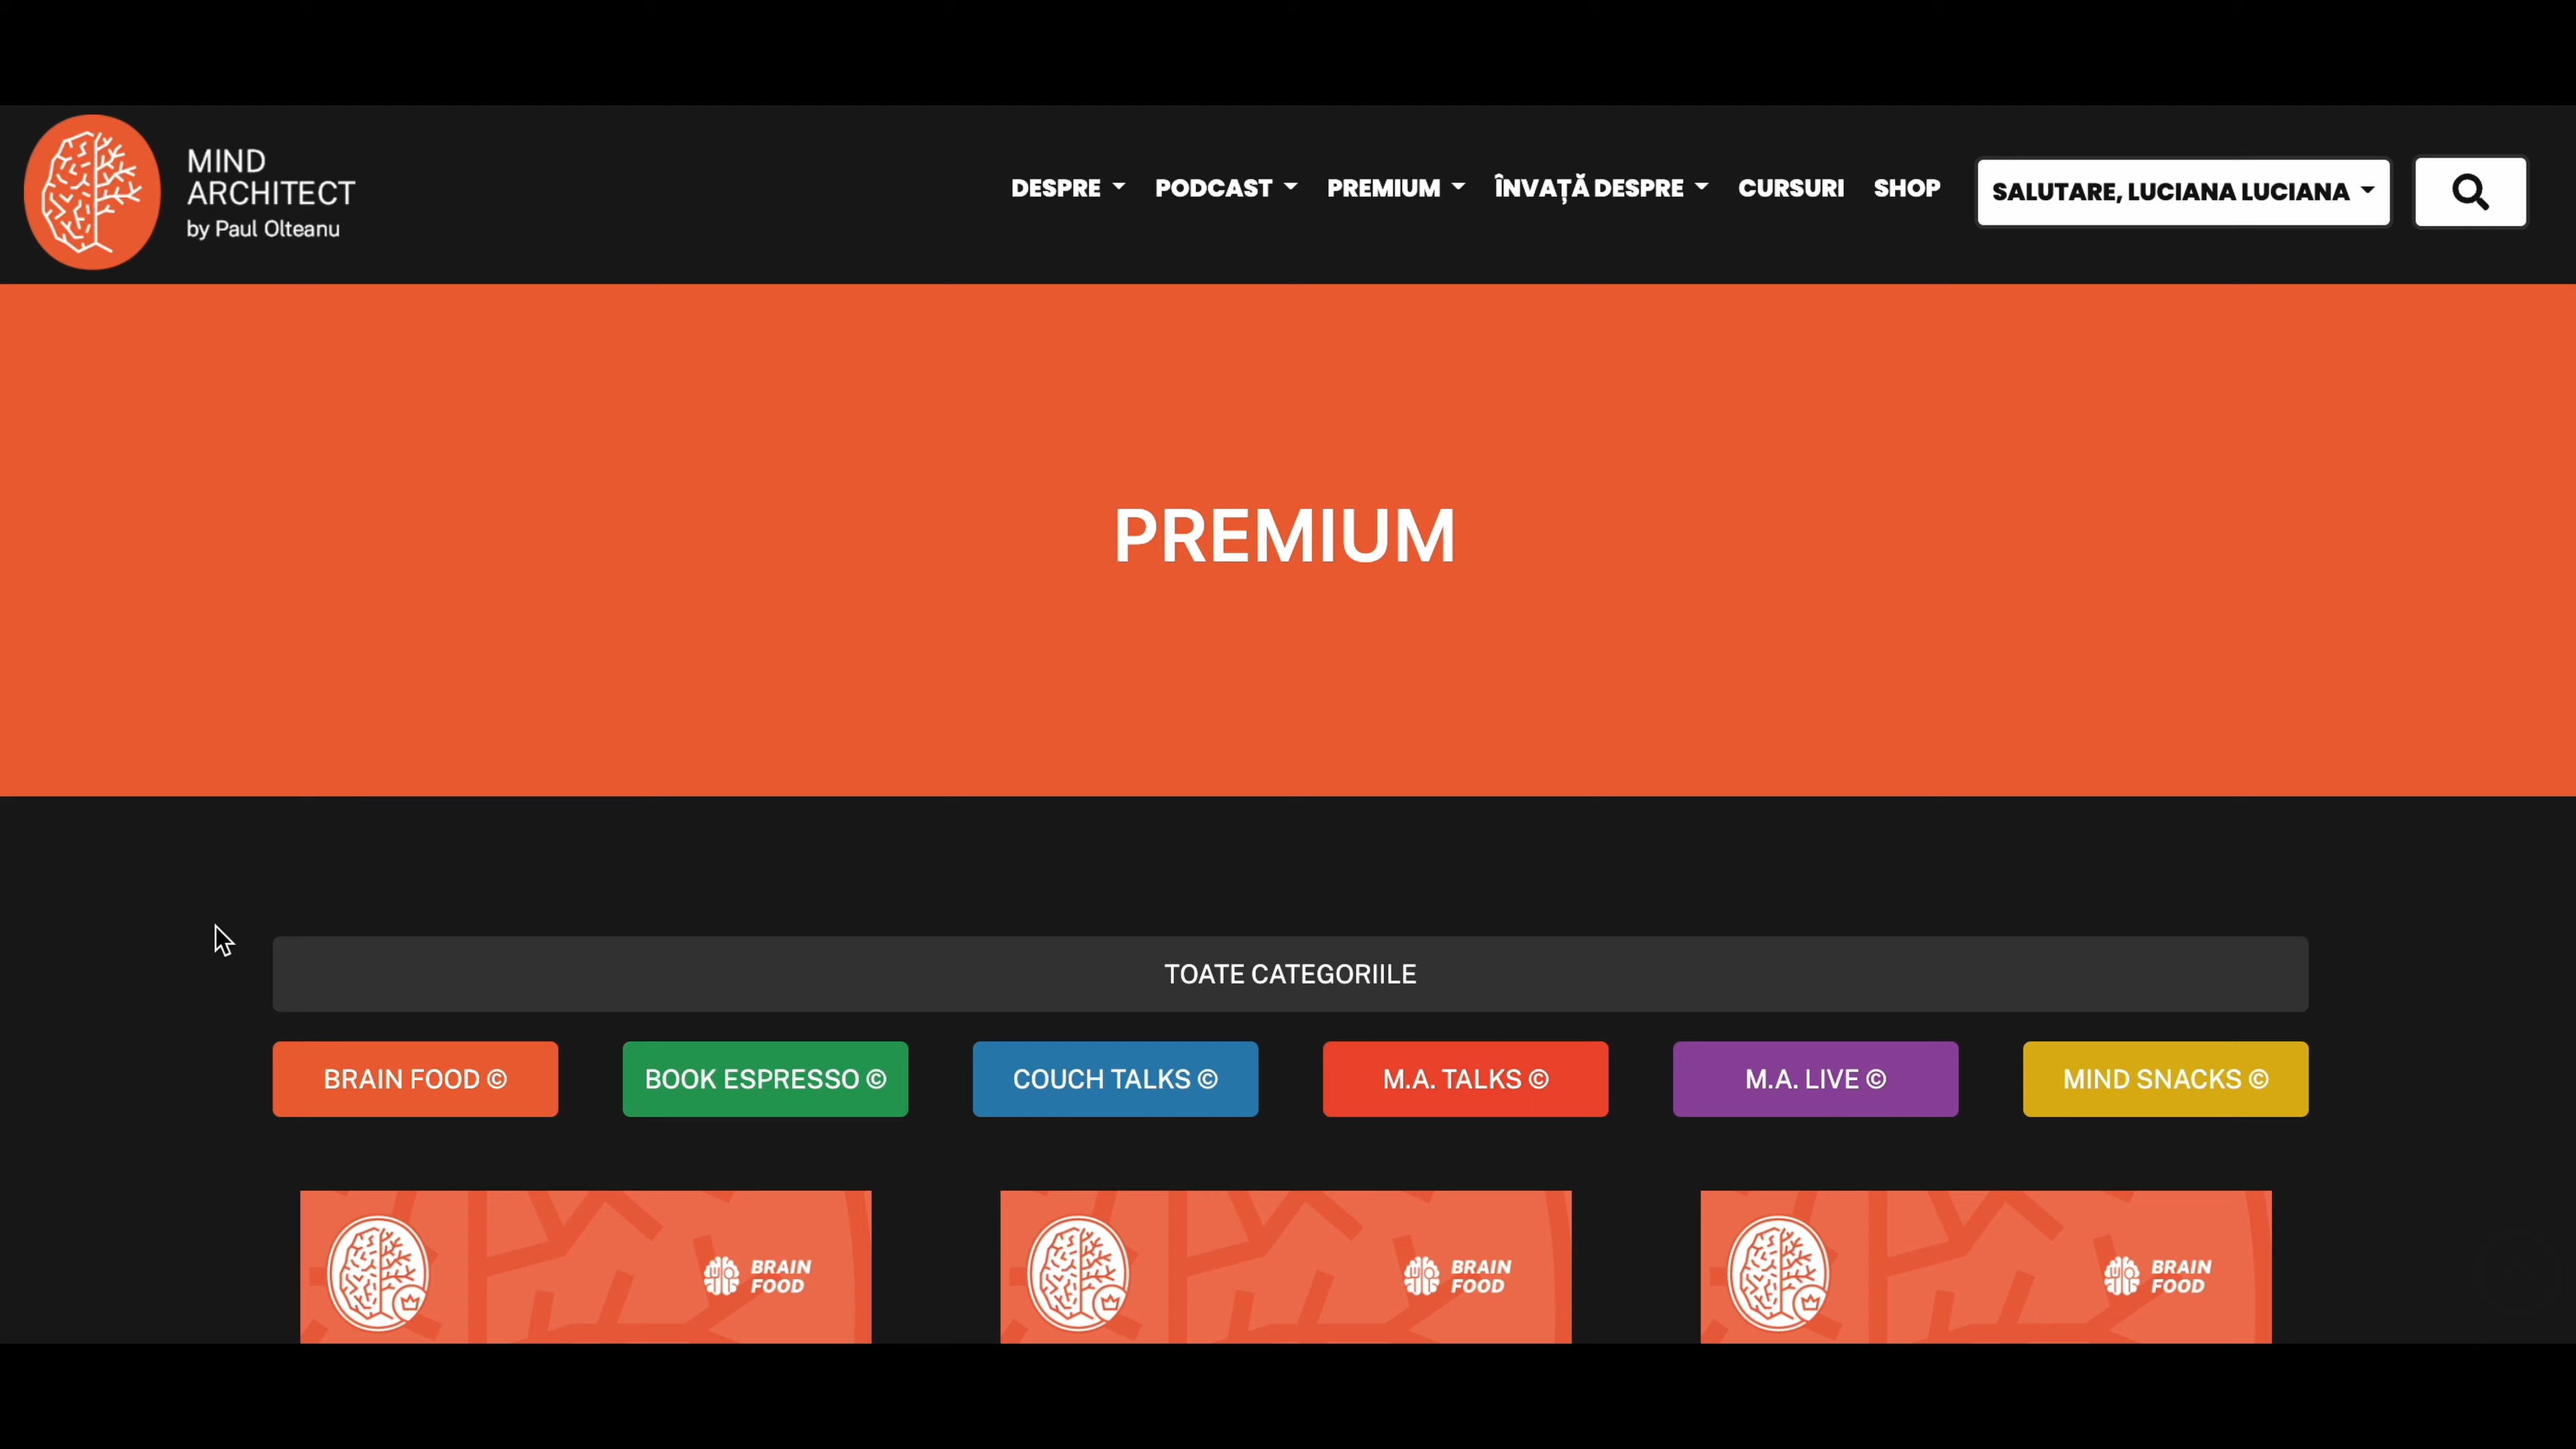 MIND
ARCHITECT
by Paul Olteanu
DESPRE PODCAST PREMIUM ÎNVAȚĂ DESPRE CURSURI SHOP SALUTARE, LUCIANA LUCIANA
PREMIUM
TOATE CATEGORIILE
BRAIN FOOD © BOOK ESPRESSO © COUCH TALKS © M.A. TALKS © M.A. LIVE © MIND SNACKS ©
BRAIN
FOOD
BRAIN
FOOD
BRAIN
FOOD